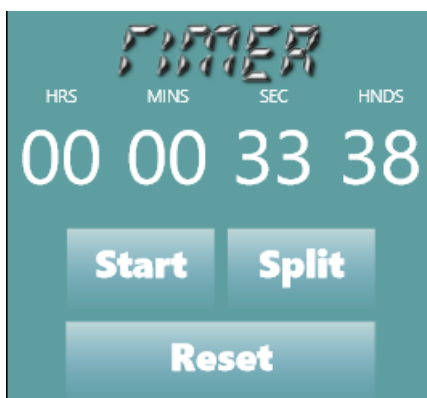 TIMER
HRS MINS SEC HNDS
00 00 33 38
Start Split
Reset